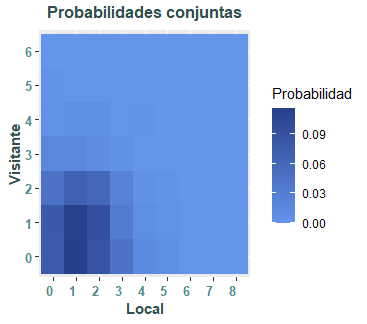 Probabilidades conjuntas
Visitante
6
5
4
3
2
1
0
0 1 2 3 4 5 6 7 8
Local
Probabilidad
0.09
0.06
0.03
0.00